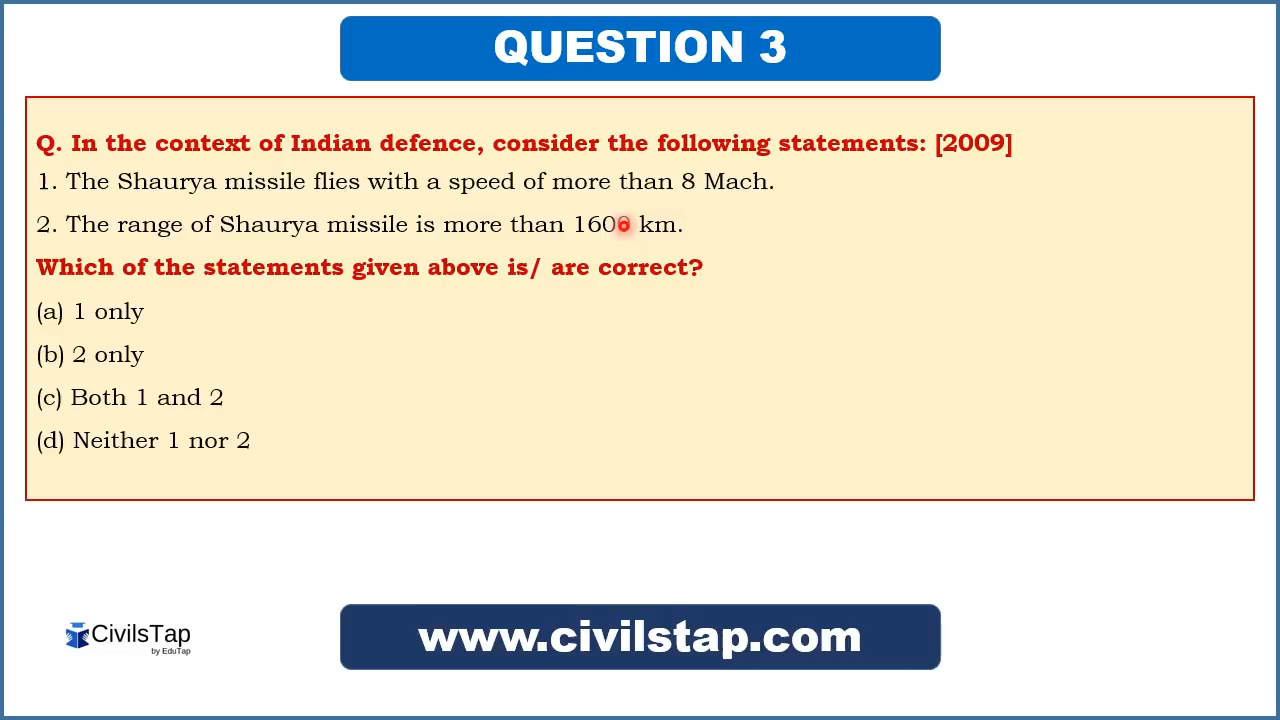 QUESTION 3
Q. In the context of Indian defence, consider the following statements: [2009]
1. The Shaurya missile flies with a speed of more than 8 Mach.
2. The range of Shaurya missile is more than 1600 km.
Which of the statements given above is/ are correct?
(a) 1 only
(b) 2 only
(c) Both 1 and 2
(d) Neither 1 nor 2
CivilsTap
by EduTap
www.civilstap.com